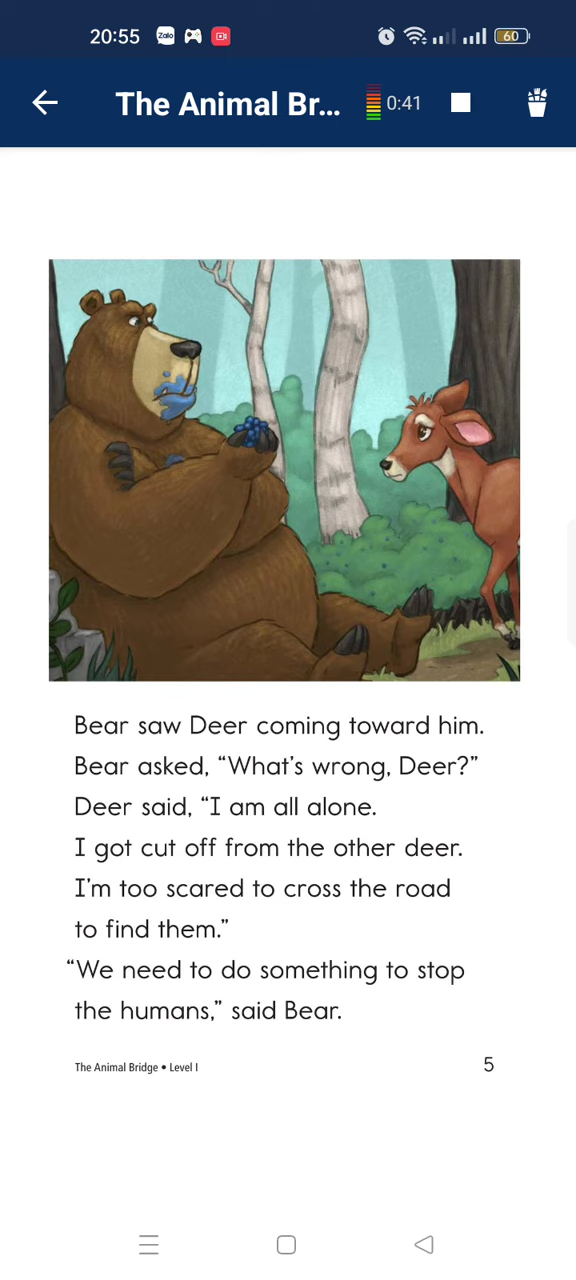 20:55
Zalo
60
The Animal Br...
0:41
Bear saw Deer coming toward him.
Bear asked, “What’s wrong, Deer?”
Deer said, “I am all alone.
I got cut off from the other deer.
I’m too scared to cross the road
to find them.”
“We need to do something to stop
the humans,” said Bear.
The Animal Bridge • Level I
5